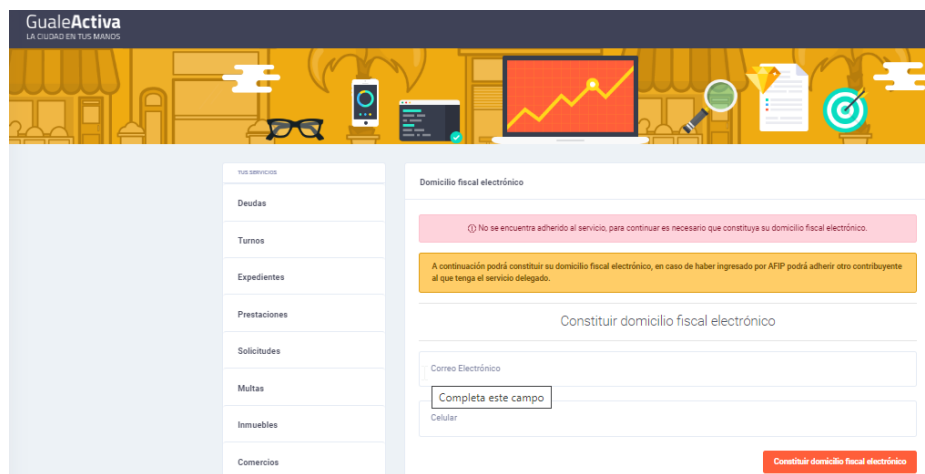 GualeActiva
LA CIUDAD EN TUS MANOS
TUS SERVICIOS
Deudas
Turnos
Expedientes
Prestaciones
Solicitudes
Multas
Inmuebles
Comercios
Domicilio fiscal electrónico
No se encuentra adherido al servicio, para continuar es necesario que constituya su domicilio fiscal electrónico.
A continuación podrá constituir su domicilio fiscal electrónico, en caso de haber ingresado por AFIP podrá adherir otro contribuyente
al que tenga el servicio delegado.
Constituir domicilio fiscal electrónico
Correo Electrónico
Completa este campo
Celular
Constituir domicilio fiscal electrónico